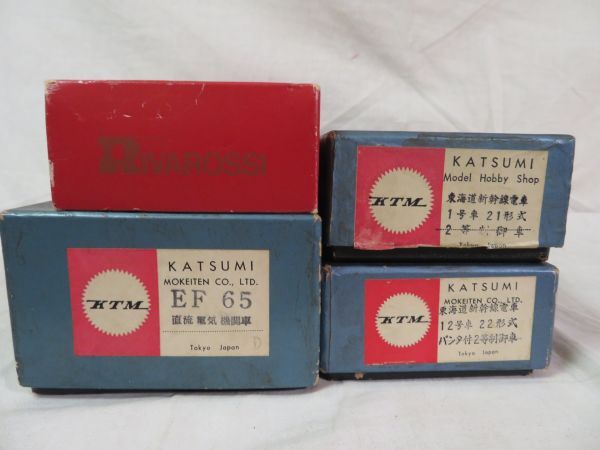 RIVAROSSI
KTM
KATSUMI
MOKEITEN CO., LTD.
EF 65
直流電気機関車
Tokyo Japan
D
KTM
KATSUMI
Model Hobby Shop
東海道新幹線電車
1号車 21形式
2等制御車
Tokyo Japan
KTM
KATSUMI
MOKEITEN CO., LTD.
東海道新幹線電車
12号車 22形式
パンタ付2等制御車
Tokyo Japan